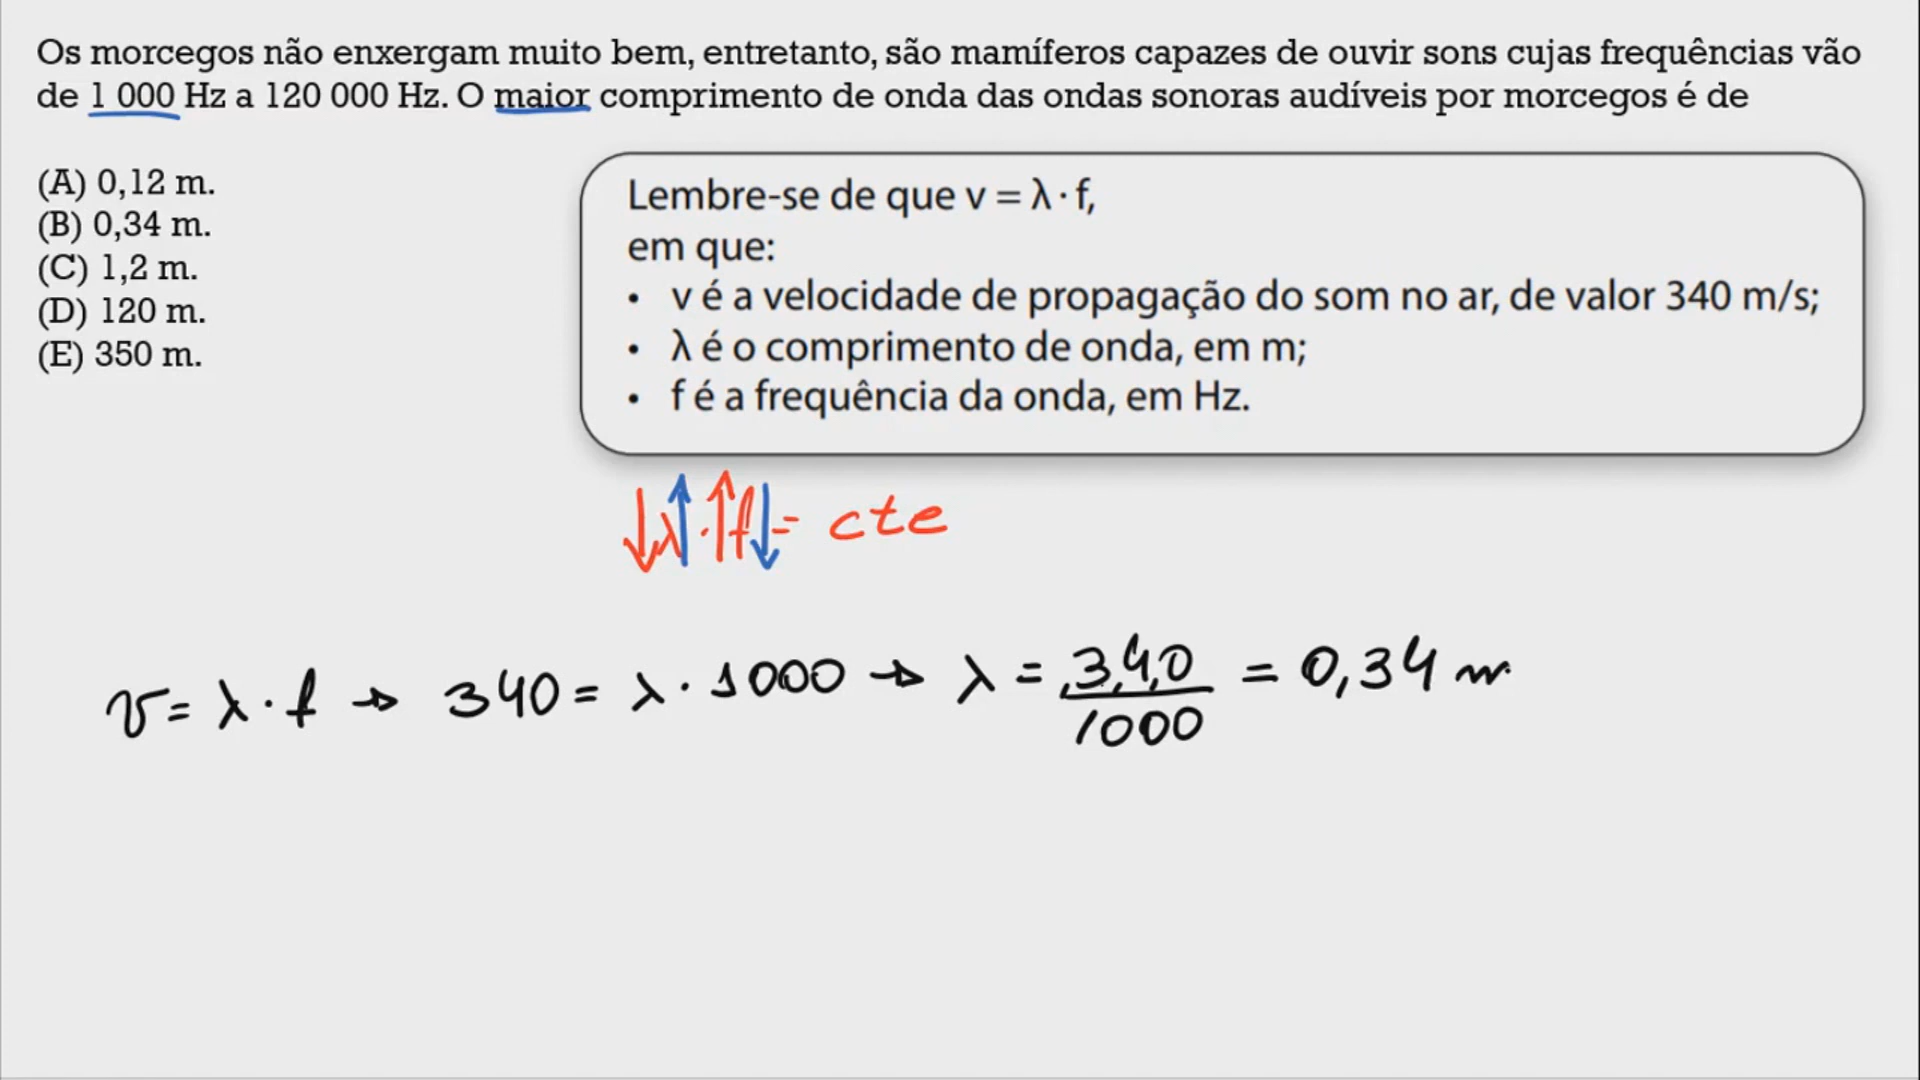 Os morcegos não enxergam muito bem, entretanto, são mamíferos capazes de ouvir sons cujas frequências vão
de 1 000 Hz a 120 000 Hz. O maior comprimento de onda das ondas sonoras audíveis por morcegos é de
(A) 0,12 m.
(B) 0,34 m.
(C) 1,2 m.
(D) 120 m.
(E) 350 m.
Lembre-se de que v = λ · f,
em que:
• v é a velocidade de propagação do som no ar, de valor 340 m/s;
• λ é o comprimento de onda, em m;
• f é a frequência da onda, em Hz.
↓λ↑·↑f↓= cte
v = λ · f → 340 = λ · 1000 → λ = 340/1000 = 0,34 m